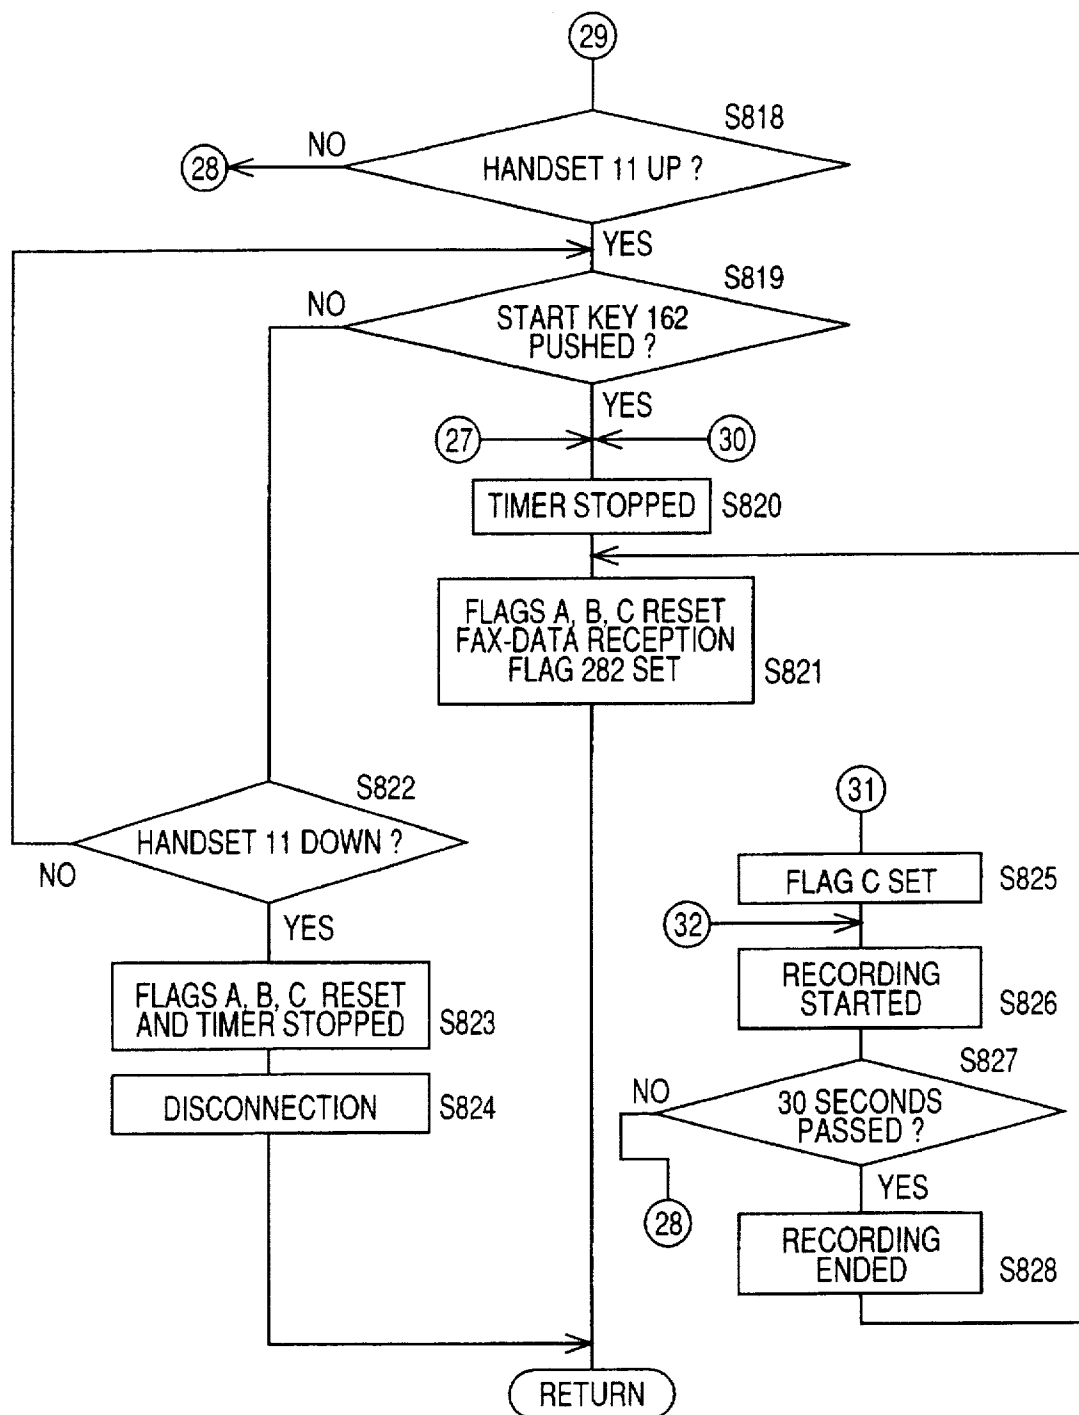 29
S818
NO
28
HANDSET 11 UP ?
YES
S819
NO
START KEY 162
PUSHED ?
YES
27
30
TIMER STOPPED
S820
FLAGS A, B, C RESET
FAX-DATA RECEPTION
FLAG 282 SET
S821
S822
HANDSET 11 DOWN ?
NO
YES
FLAGS A, B, C RESET
AND TIMER STOPPED
S823
DISCONNECTION
S824
31
FLAG C SET
S825
32
RECORDING
STARTED
S826
S827
NO
30 SECONDS
PASSED ?
YES
28
RECORDING
ENDED
S828
RETURN